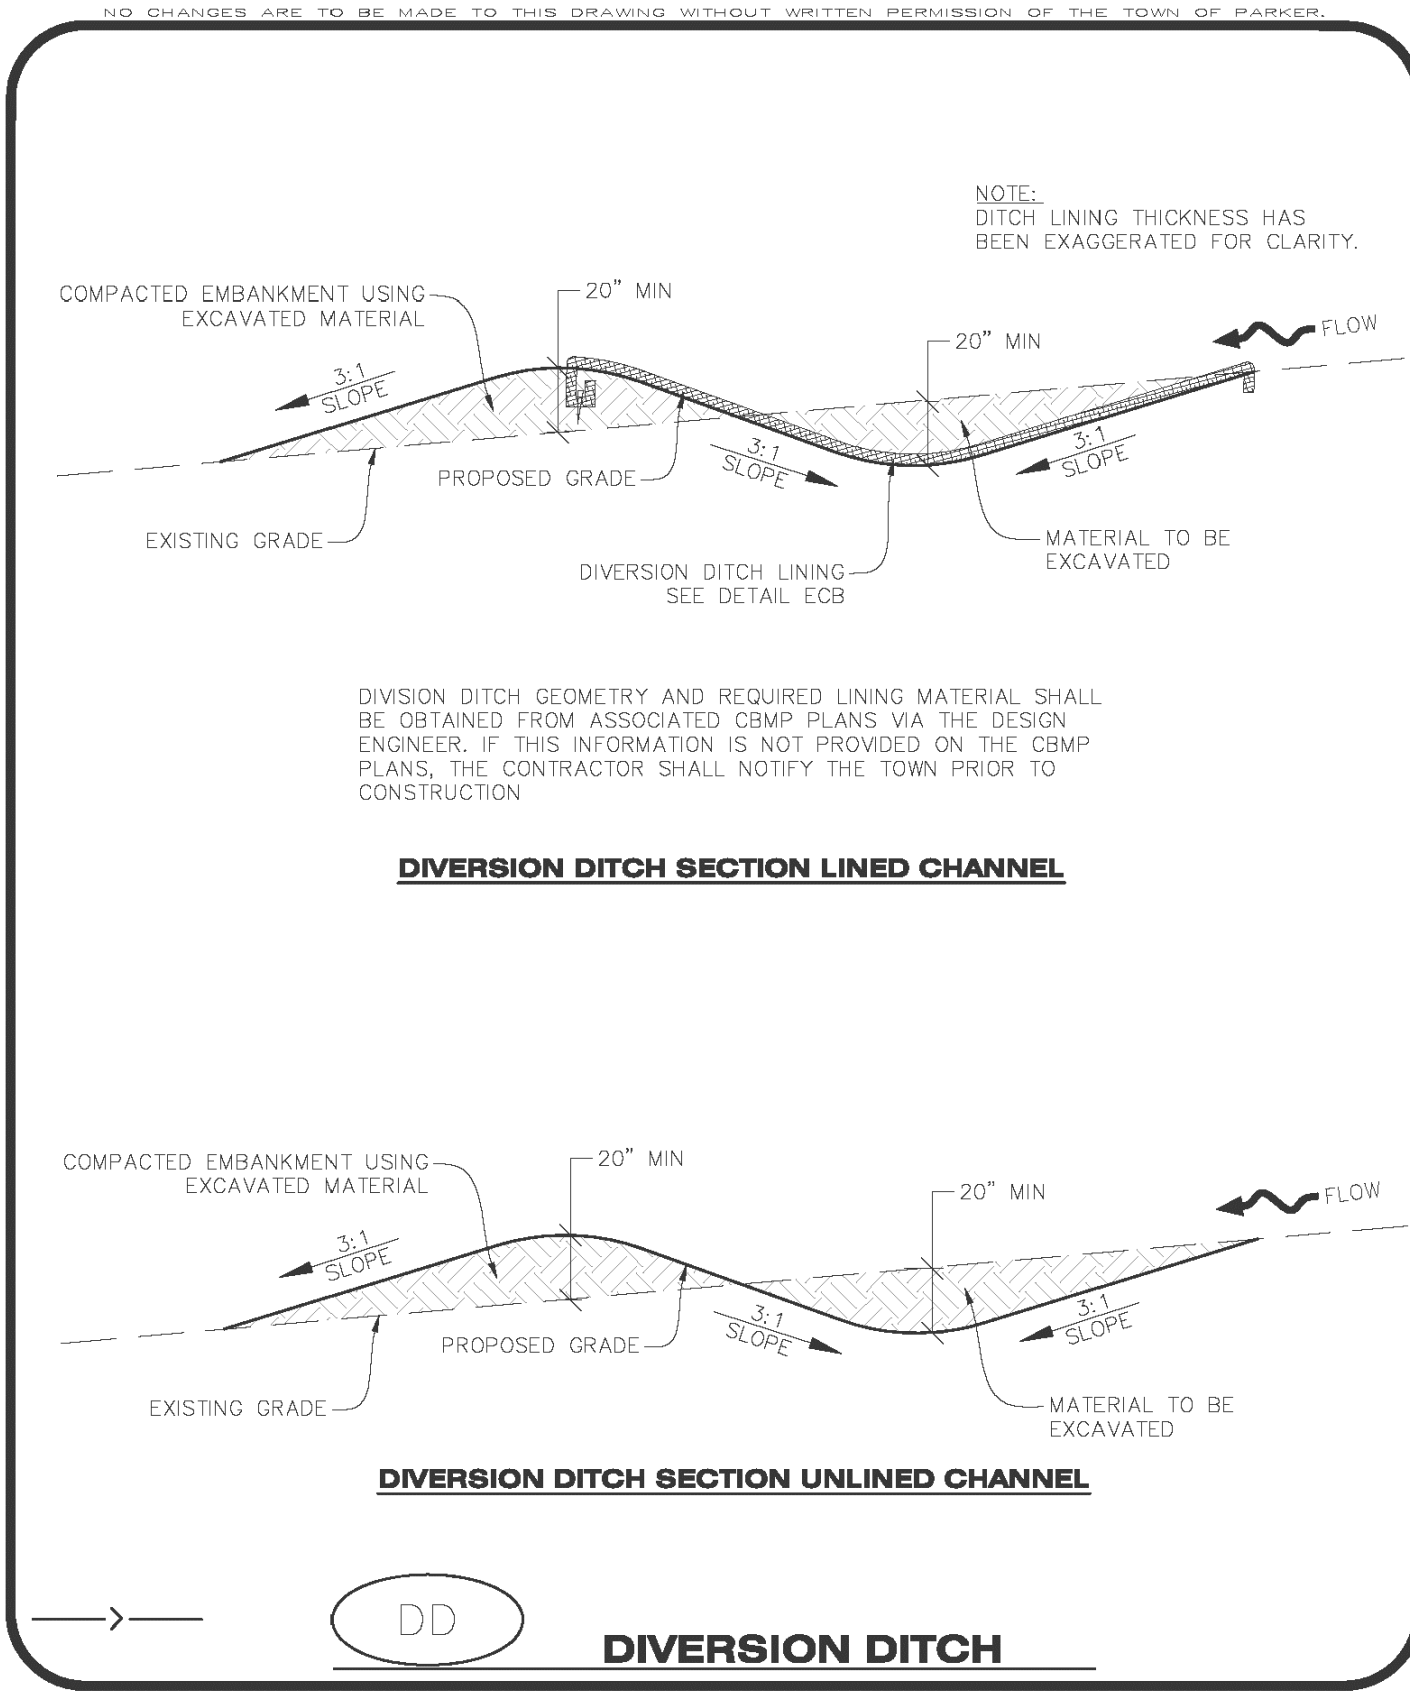 NO CHANGES ARE TO BE MADE TO THIS DRAWING WITHOUT WRITTEN PERMISSION OF THE TOWN OF PARKER.
NOTE:
DITCH LINING THICKNESS HAS
BEEN EXAGGERATED FOR CLARITY.
COMPACTED EMBANKMENT USING
EXCAVATED MATERIAL
20" MIN
20" MIN
FLOW
3:1
SLOPE
3:1
SLOPE
3:1
SLOPE
PROPOSED GRADE
EXISTING GRADE
MATERIAL TO BE
EXCAVATED
DIVERSION DITCH LINING
SEE DETAIL ECB
DIVISION DITCH GEOMETRY AND REQUIRED LINING MATERIAL SHALL
BE OBTAINED FROM ASSOCIATED CBMP PLANS VIA THE DESIGN
ENGINEER. IF THIS INFORMATION IS NOT PROVIDED ON THE CBMP
PLANS, THE CONTRACTOR SHALL NOTIFY THE TOWN PRIOR TO
CONSTRUCTION
DIVERSION DITCH SECTION LINED CHANNEL
COMPACTED EMBANKMENT USING
EXCAVATED MATERIAL
20" MIN
20" MIN
FLOW
3:1
SLOPE
3:1
SLOPE
3:1
SLOPE
PROPOSED GRADE
EXISTING GRADE
MATERIAL TO BE
EXCAVATED
DIVERSION DITCH SECTION UNLINED CHANNEL
DD
DIVERSION DITCH